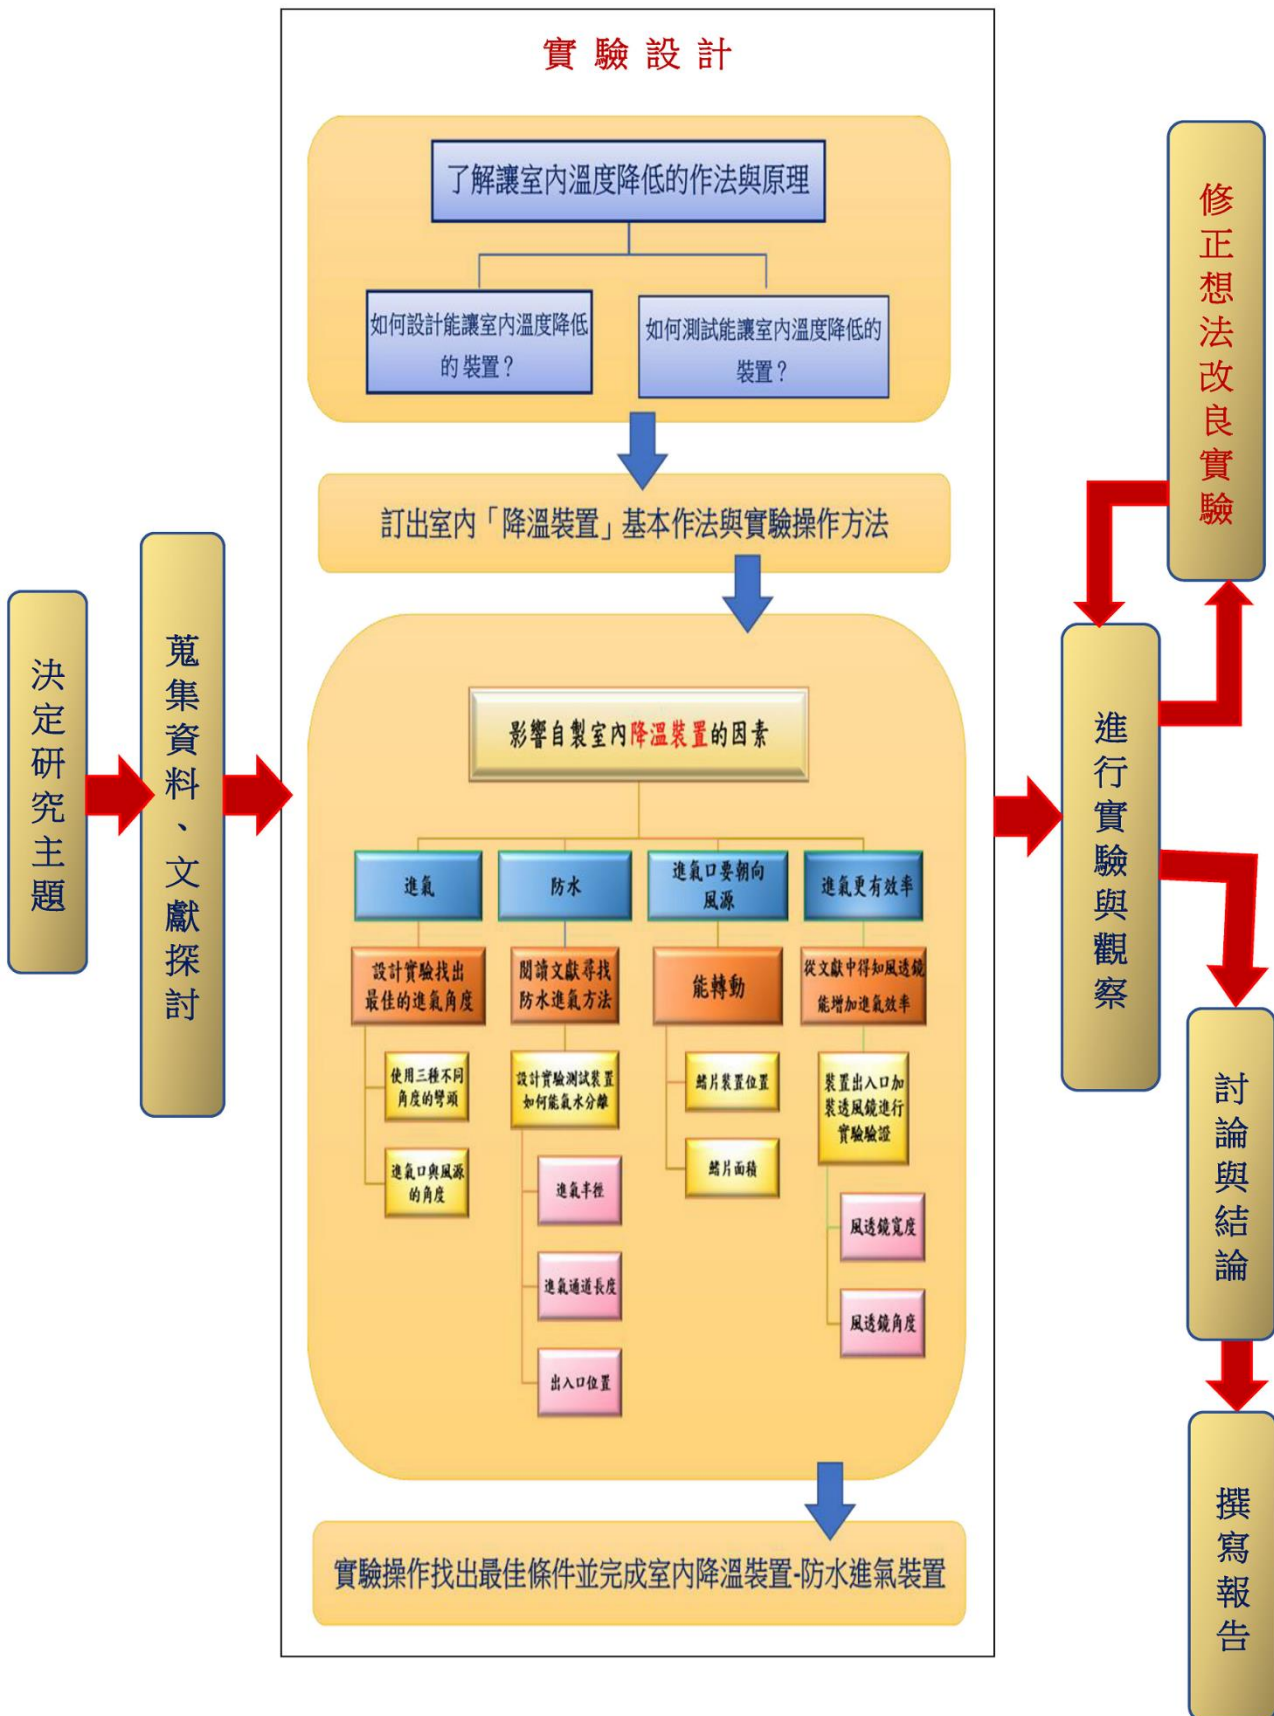 決定研究主題
蒐集資料、文獻探討
實驗設計
了解讓室內溫度降低的作法與原理
如何設計能讓室內溫度降低
的 裝置？
如何測試能讓室內溫度降低的
裝置？
訂出室內「降溫裝置」基本作法與實驗操作方法
影響自製室內降溫裝置的因素
進氣
設計實驗找出
最佳的進氣角度
使用三種不同
角度的彎頭
進氣口與風源
的角度
防水
閱讀文獻尋找
防水進氣方法
設計實驗測試裝置
如何能氣水分離
進氣半徑
進氣通道長度
出入口位置
進氣口要朝向
風源
能轉動
鰭片裝置位置
鰭片面積
進氣更有效率
從文獻中得知風透鏡
能增加進氣效率
裝置出入口加
裝透風鏡進行
實驗驗証
風透鏡寬度
風透鏡角度
實驗操作找出最佳條件並完成室內降溫裝置-防水進氣裝置
進行實驗與觀察
修正想法改良實驗
討論與結論
撰寫報告